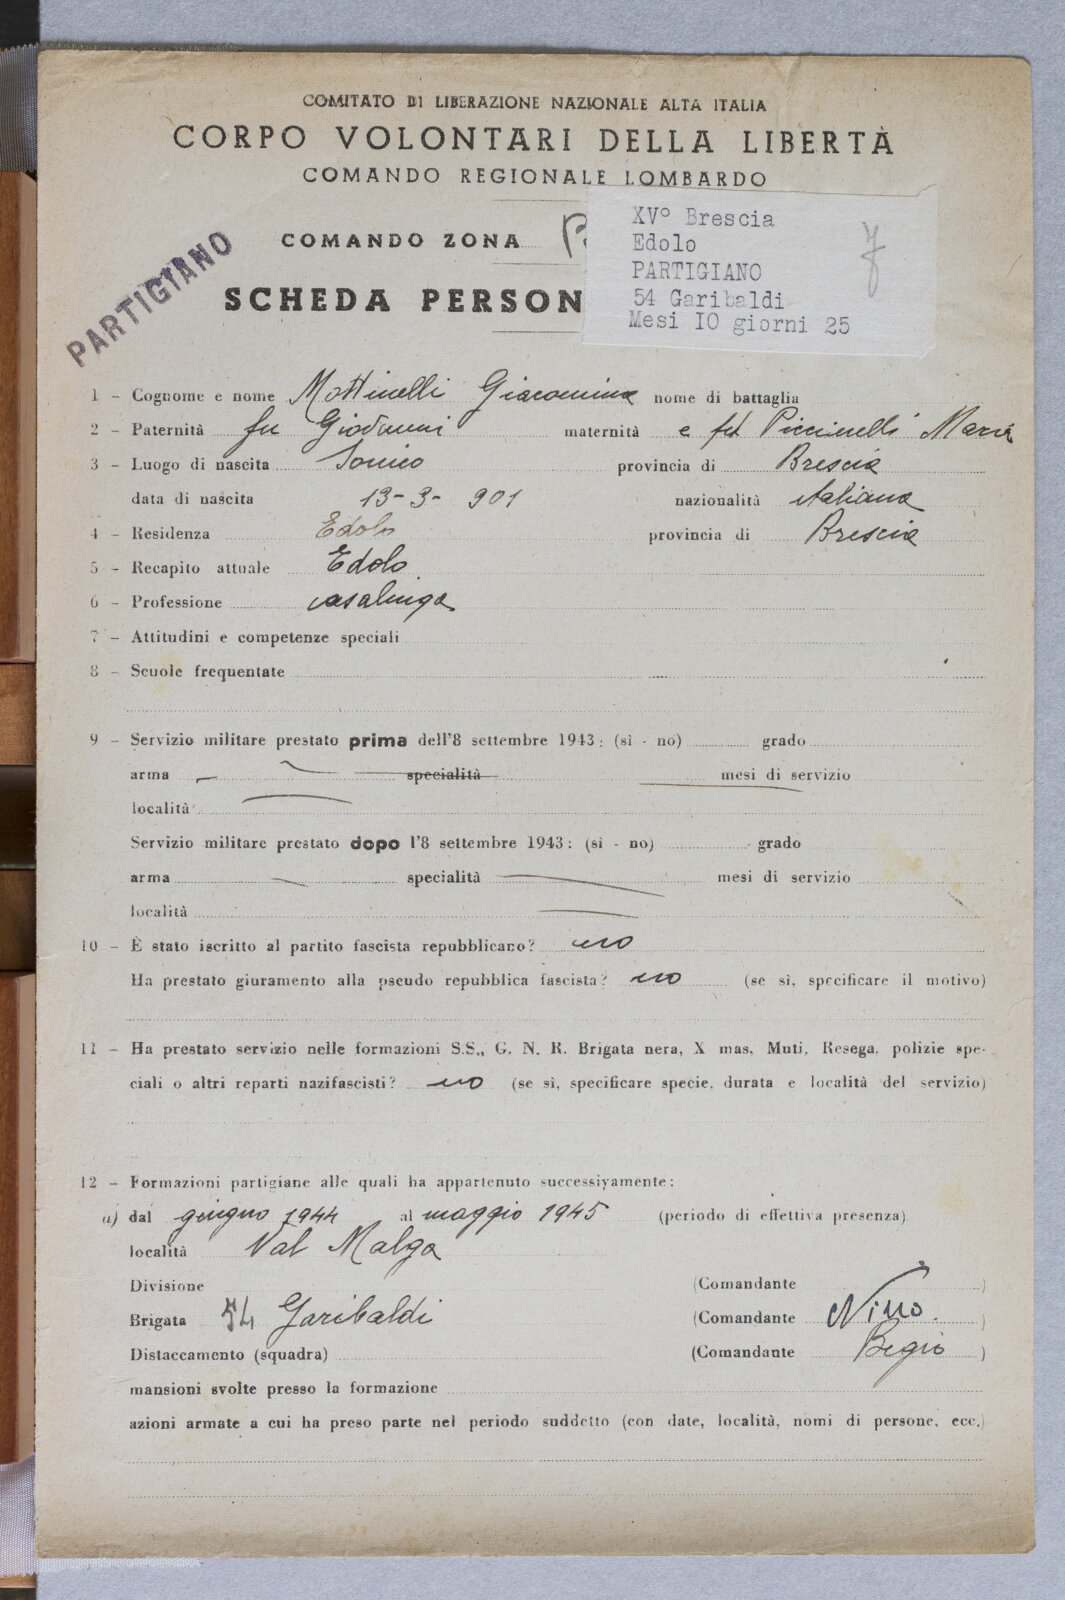 COMITATO DI LIBERAZIONE NAZIONALE ALTA ITALIA
CORPO VOLONTARI DELLA LIBERTÀ
COMANDO REGIONALE LOMBARDO
COMANDO ZONA
XV° Brescia
Edolo
PARTIGIANO
54 Garibaldi
Mesi IO giorni 25
PARTIGIANO
SCHEDA PERSON
1 - Cognome e nome Mottinelli Giacomina nome di battaglia
2 - Paternità fu Giovanni maternità e fu Piccinelli Maria
3 - Luogo di nascita Sonico provincia di Brescia
data di nascita 13-3-901 nazionalità italiana
4 - Residenza Edolo provincia di Brescia
5 - Recapito attuale Edolo
6 - Professione casalinga
7 - Attitudini e competenze speciali
8 - Scuole frequentate
9 - Servizio militare prestato prima dell'8 settembre 1943: (sì - no) grado
arma specialità mesi di servizio
località
Servizio militare prestato dopo l'8 settembre 1943: (sì - no) grado
arma specialità mesi di servizio
località
10 - È stato iscritto al partito fascista repubblicano? no
Ha prestato giuramento alla pseudo repubblica fascista? no (se sì, specificare il motivo)
11 - Ha prestato servizio nelle formazioni S.S., G. N. R. Brigata nera, X mas, Muti, Resega, polizie spe-
ciali o altri reparti nazifascisti? no (se sì, specificare specie, durata e località del servizio)
12 - Formazioni partigiane alle quali ha appartenuto successivamente:
a) dal giugno 1944 al maggio 1945 (periodo di effettiva presenza)
località Val Malga
Divisione (Comandante )
Brigata 54 Garibaldi (Comandante Nino. )
Distaccamento (squadra) (Comandante Begio )
mansioni svolte presso la formazione
azioni armate a cui ha preso parte nel periodo suddetto (con date, località, nomi di persone, ecc.)